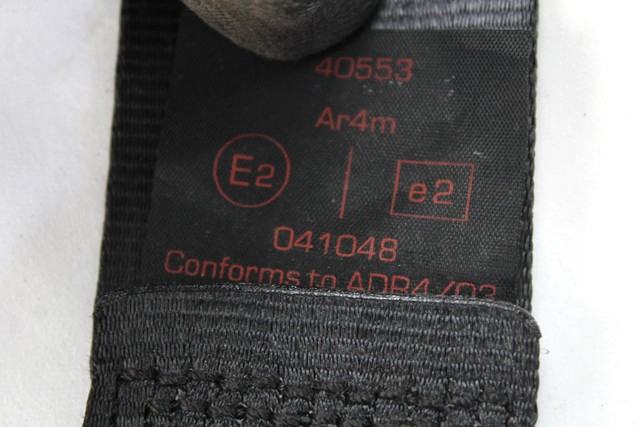 40553
Ar4m
E2 | e2
041048
Conforms to ADR4/03